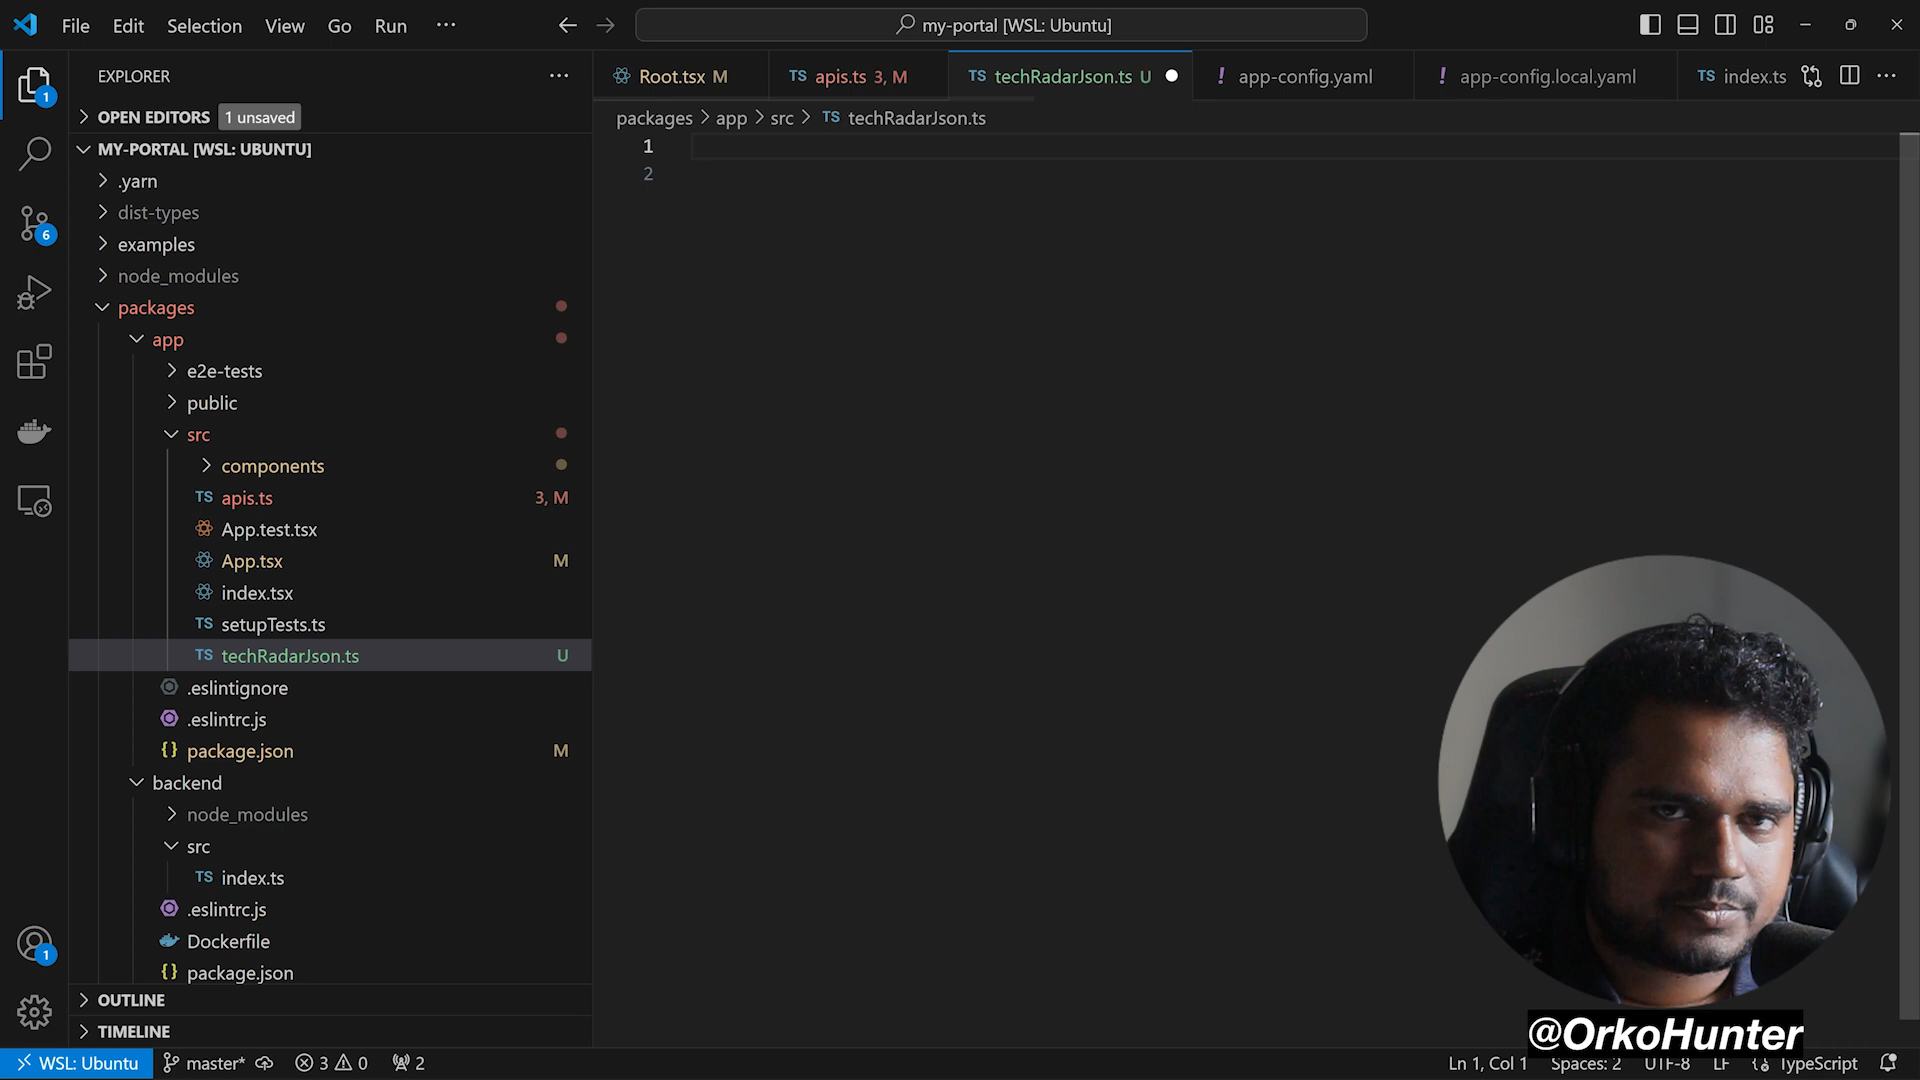 File Edit Selection View Go Run ···
my-portal [WSL: Ubuntu]
1
6
1
EXPLORER
OPEN EDITORS 1 unsaved
MY-PORTAL [WSL: UBUNTU]
.yarn
dist-types
examples
node_modules
packages
app
e2e-tests
public
src
components
TS apis.ts 3, M
App.test.tsx
App.tsx M
index.tsx
TS setupTests.ts
TS techRadarJson.ts U
.eslintignore
.eslintrc.js
{} package.json M
backend
node_modules
src
TS index.ts
.eslintrc.js
Dockerfile
{} package.json
OUTLINE
TIMELINE
Root.tsx M
TS apis.ts 3, M
TS techRadarJson.ts U
! app-config.yaml
! app-config.local.yaml
TS index.ts
packages > app > src > TS techRadarJson.ts
1
2
@OrkoHunter
WSL: Ubuntu master* 3 0 2
Ln 1, Col 1 Spaces: 2 UTF-8 LF TypeScript